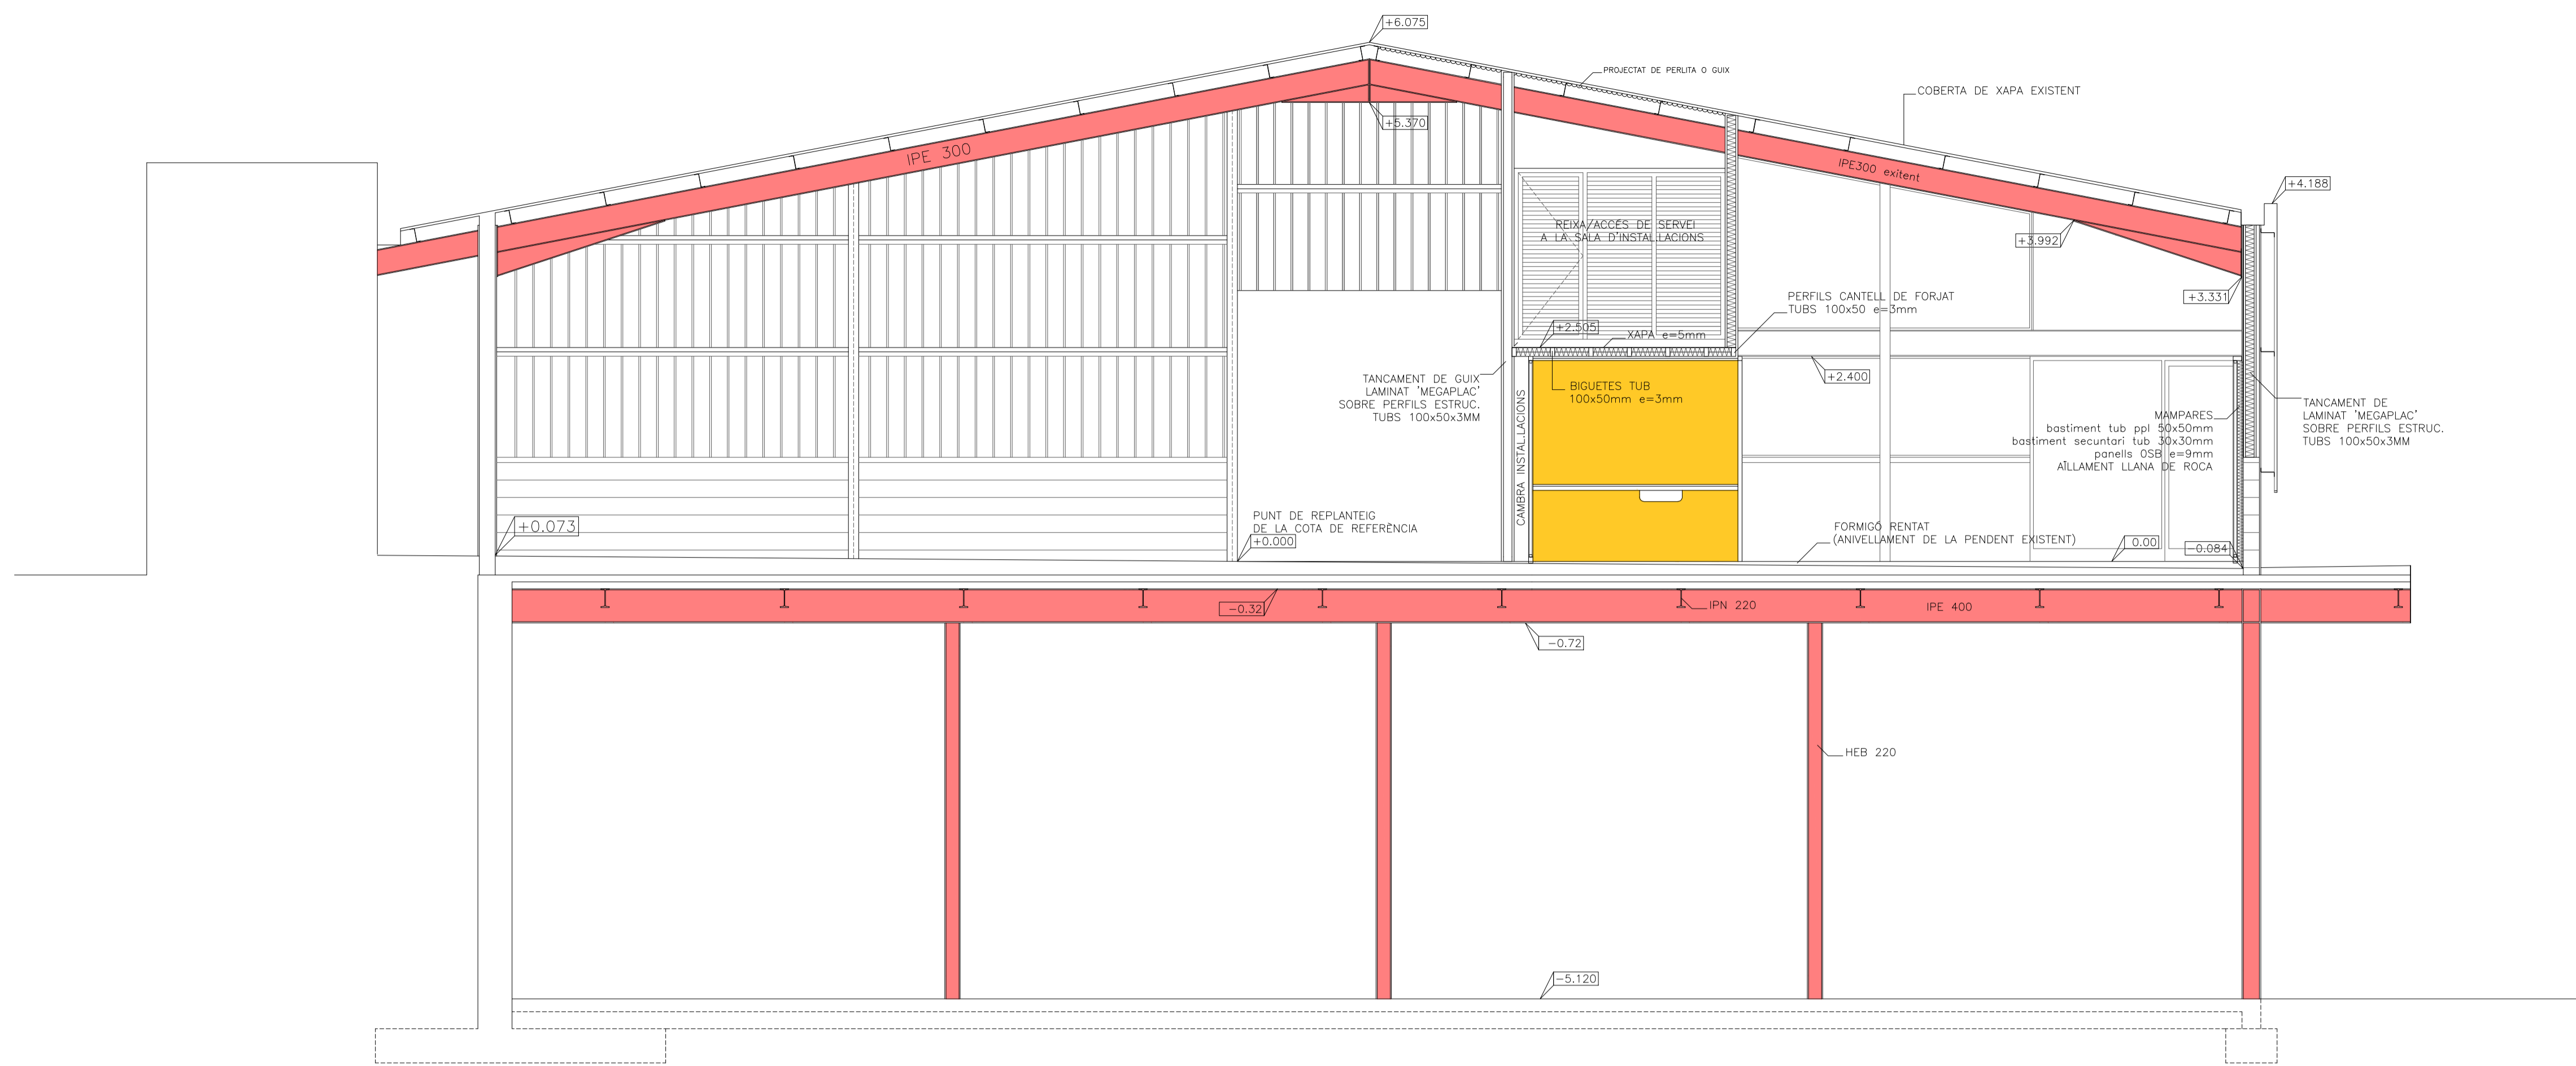 +6.075
PROJECTAT DE PERLITA O GUIX
COBERTA DE XAPA EXISTENT
+5.370
IPE 300
IPE300 exitent
+4.188
REIXA/ACCÉS DE SERVEI
A LA SALA D'INSTAL.LACIONS
+3.992
+3.331
PERFILS CANTELL DE FORJAT
TUBS 100x50 e=3mm
+2.505
XAPA e=5mm
+2.400
TANCAMENT DE GUIX
LAMINAT 'MEGAPLAC'
SOBRE PERFILS ESTRUC.
TUBS 100x50x3MM
BIGUETES TUB
100x50mm e=3mm
CAMBRA INSTAL.LACIONS
MAMPARES
bastiment tub ppl 50x50mm
bastiment secuntari tub 30x30mm
panells OSB e=9mm
AÏLLAMENT LLANA DE ROCA
TANCAMENT DE
LAMINAT 'MEGAPLAC'
SOBRE PERFILS ESTRUC.
TUBS 100x50x3MM
+0.073
PUNT DE REPLANTEIG
DE LA COTA DE REFERÈNCIA
+0.000
FORMIGÓ RENTAT
(ANIVELLAMENT DE LA PENDENT EXISTENT)
0.00
-0.084
-0.32
IPN 220
IPE 400
-0.72
HEB 220
-5.120